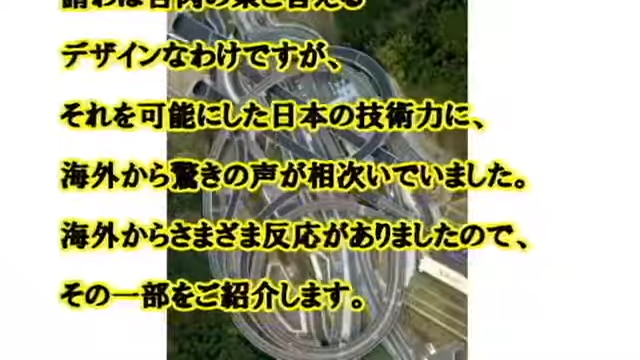 デザインなわけですが、
それを可能にした日本の技術力に、
海外から驚きの声が相次いでいました。
海外からさまざま反応がありましたので、
その一部をご紹介します。